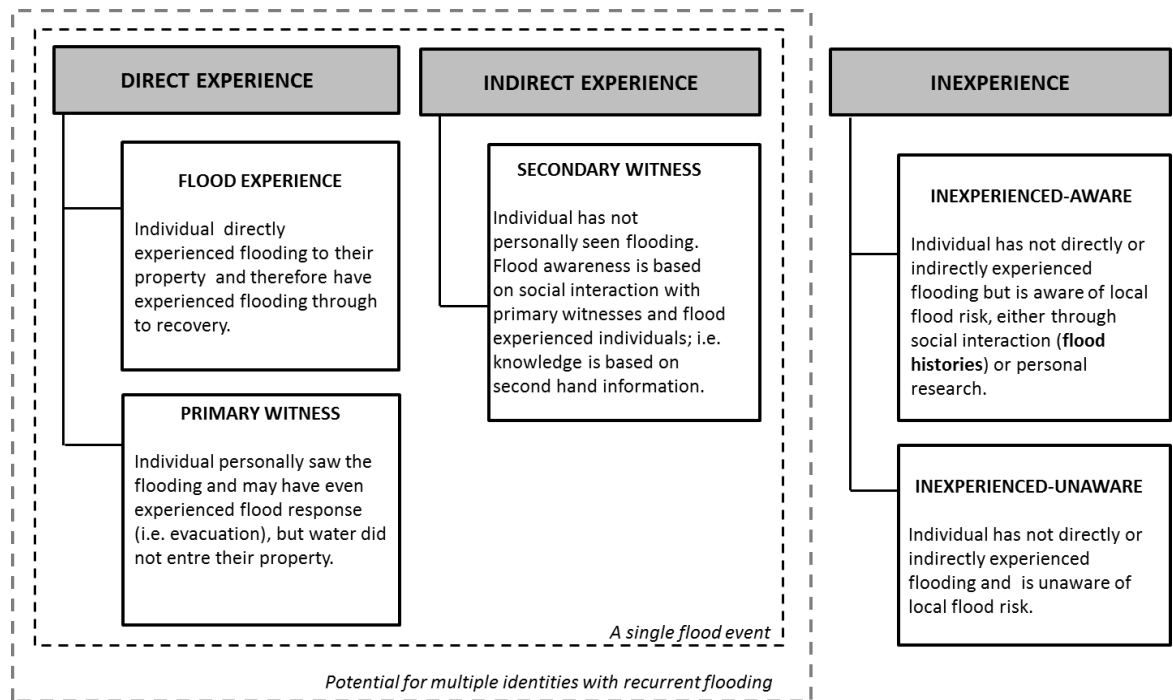 DIRECT EXPERIENCE
FLOOD EXPERIENCE
Individual directly
experienced flooding to their
property and therefore have
experienced flooding through
to recovery.
PRIMARY WITNESS
Individual personally saw the
flooding and may have even
experienced flood response
(i.e. evacuation), but water did
not entre their property.
INDIRECT EXPERIENCE
SECONDARY WITNESS
Individual has not
personally seen flooding.
Flood awareness is based
on social interaction with
primary witnesses and flood
experienced individuals; i.e.
knowledge is based on
second hand information.
A single flood event
Potential for multiple identities with recurrent flooding
INEXPERIENCE
INEXPERIENCED-AWARE
Individual has not directly or
indirectly experienced
flooding but is aware of local
flood risk, either through
social interaction (flood
histories) or personal
research.
INEXPERIENCED-UNAWARE
Individual has not directly or
indirectly experienced
flooding and is unaware of
local flood risk.